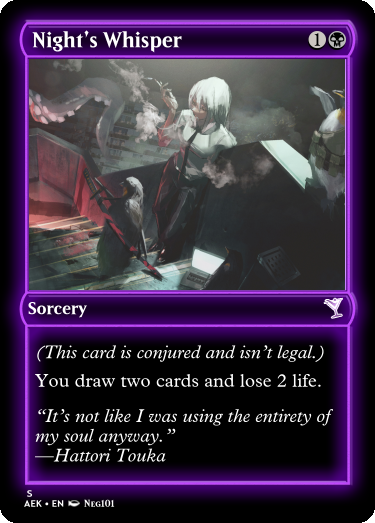 Night's Whisper 1
Sorcery
(This card is conjured and isn't legal.)
You draw two cards and lose 2 life.
"It's not like I was using the entirety of
my soul anyway."
—Hattori Touka
S
AEK • EN NEG101